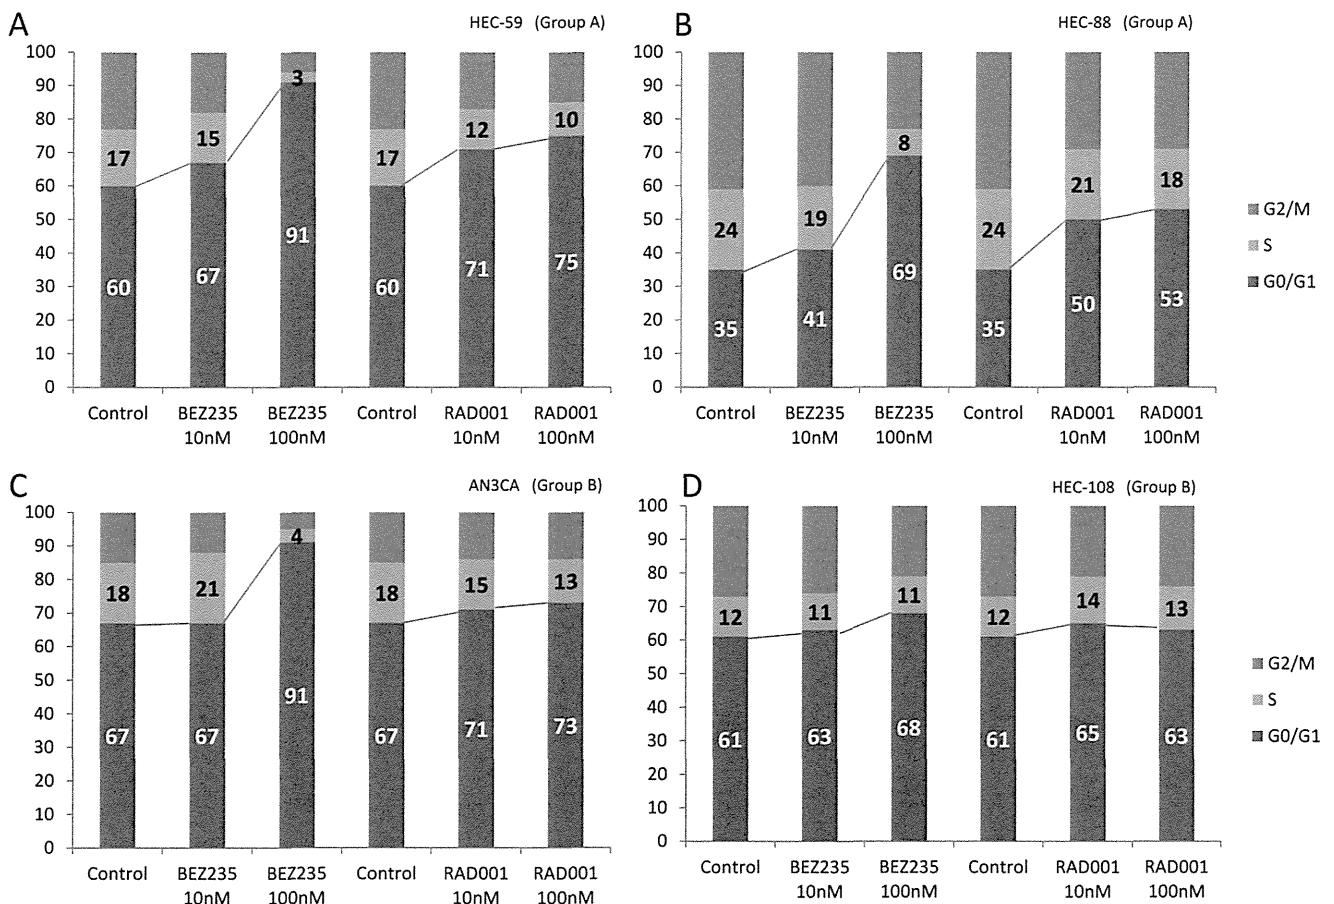 A
HEC-59 (Group A)
100
90
80
70
60
50
40
30
20
10
0
17
60
15
67
3
91
17
60
12
71
10
75
Control
BEZ235
10nM
BEZ235
100nM
Control
RAD001
10nM
RAD001
100nM
B
HEC-88 (Group A)
100
90
80
70
60
50
40
30
20
10
0
24
35
19
41
8
69
24
35
21
50
18
53
Control
BEZ235
10nM
BEZ235
100nM
Control
RAD001
10nM
RAD001
100nM
G2/M
S
G0/G1
C
AN3CA (Group B)
100
90
80
70
60
50
40
30
20
10
0
18
67
21
67
4
91
18
67
15
71
13
73
Control
BEZ235
10nM
BEZ235
100nM
Control
RAD001
10nM
RAD001
100nM
D
HEC-108 (Group B)
100
90
80
70
60
50
40
30
20
10
0
12
61
11
63
11
68
12
61
14
65
13
63
Control
BEZ235
10nM
BEZ235
100nM
Control
RAD001
10nM
RAD001
100nM
G2/M
S
G0/G1